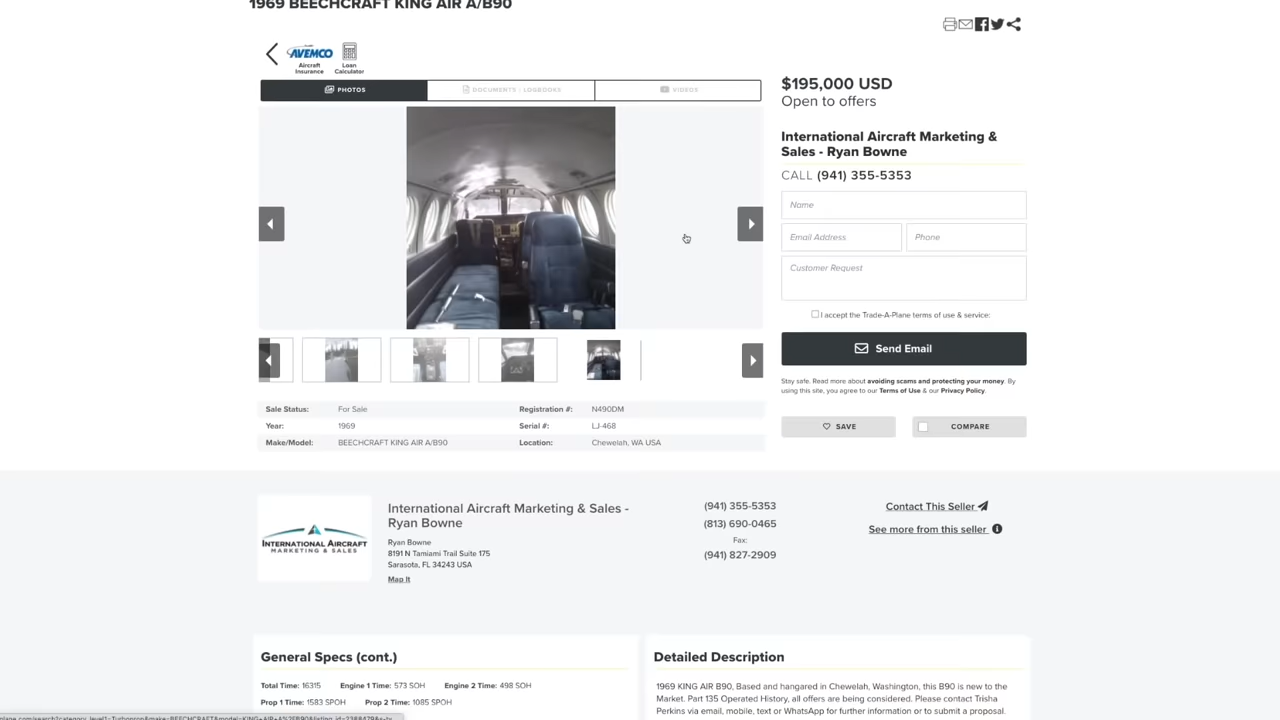 1969 BEECHCRAFT KING AIR A/B90
AVEMCO
Aircraft
Insurance
Loan
Calculator
PHOTOS
DOCUMENTS - LOGBOOKS
VIDEOS
$195,000 USD
Open to offers
International Aircraft Marketing &
Sales - Ryan Bowne
CALL (941) 355-5353
Name
Email Address
Phone
Customer Request
I accept the Trade-A-Plane terms of use & service:
Send Email
Stay safe. Read more about avoiding scams and protecting your money. By
using this site, you agree to our Terms of Use & our Privacy Policy.
SAVE
COMPARE
Sale Status: For Sale
Registration #: N490DM
Year: 1969
Serial #: LJ-468
Make/Model: BEECHCRAFT KING AIR A/B90
Location: Chewelah, WA USA
INTERNATIONAL AIRCRAFT
MARKETING & SALES
International Aircraft Marketing & Sales -
Ryan Bowne
Ryan Bowne
8191 N Tamiami Trail Suite 175
Sarasota, FL 34243 USA
Map It
(941) 355-5353
(813) 690-0465
Fax:
(941) 827-2909
Contact This Seller
See more from this seller
General Specs (cont.)
Total Time: 16315 Engine 1 Time: 573 SOH Engine 2 Time: 498 SOH
Prop 1 Time: 1583 SPOH Prop 2 Time: 1085 SPOH
Detailed Description
1969 KING AIR B90, Based and hangared in Chewelah, Washington, this B90 is new to the
Market. Part 135 Operated History, all offers are being considered. Please contact Trisha
Perkins via email, mobile, text or WhatsApp for further information or to submit a proposal.